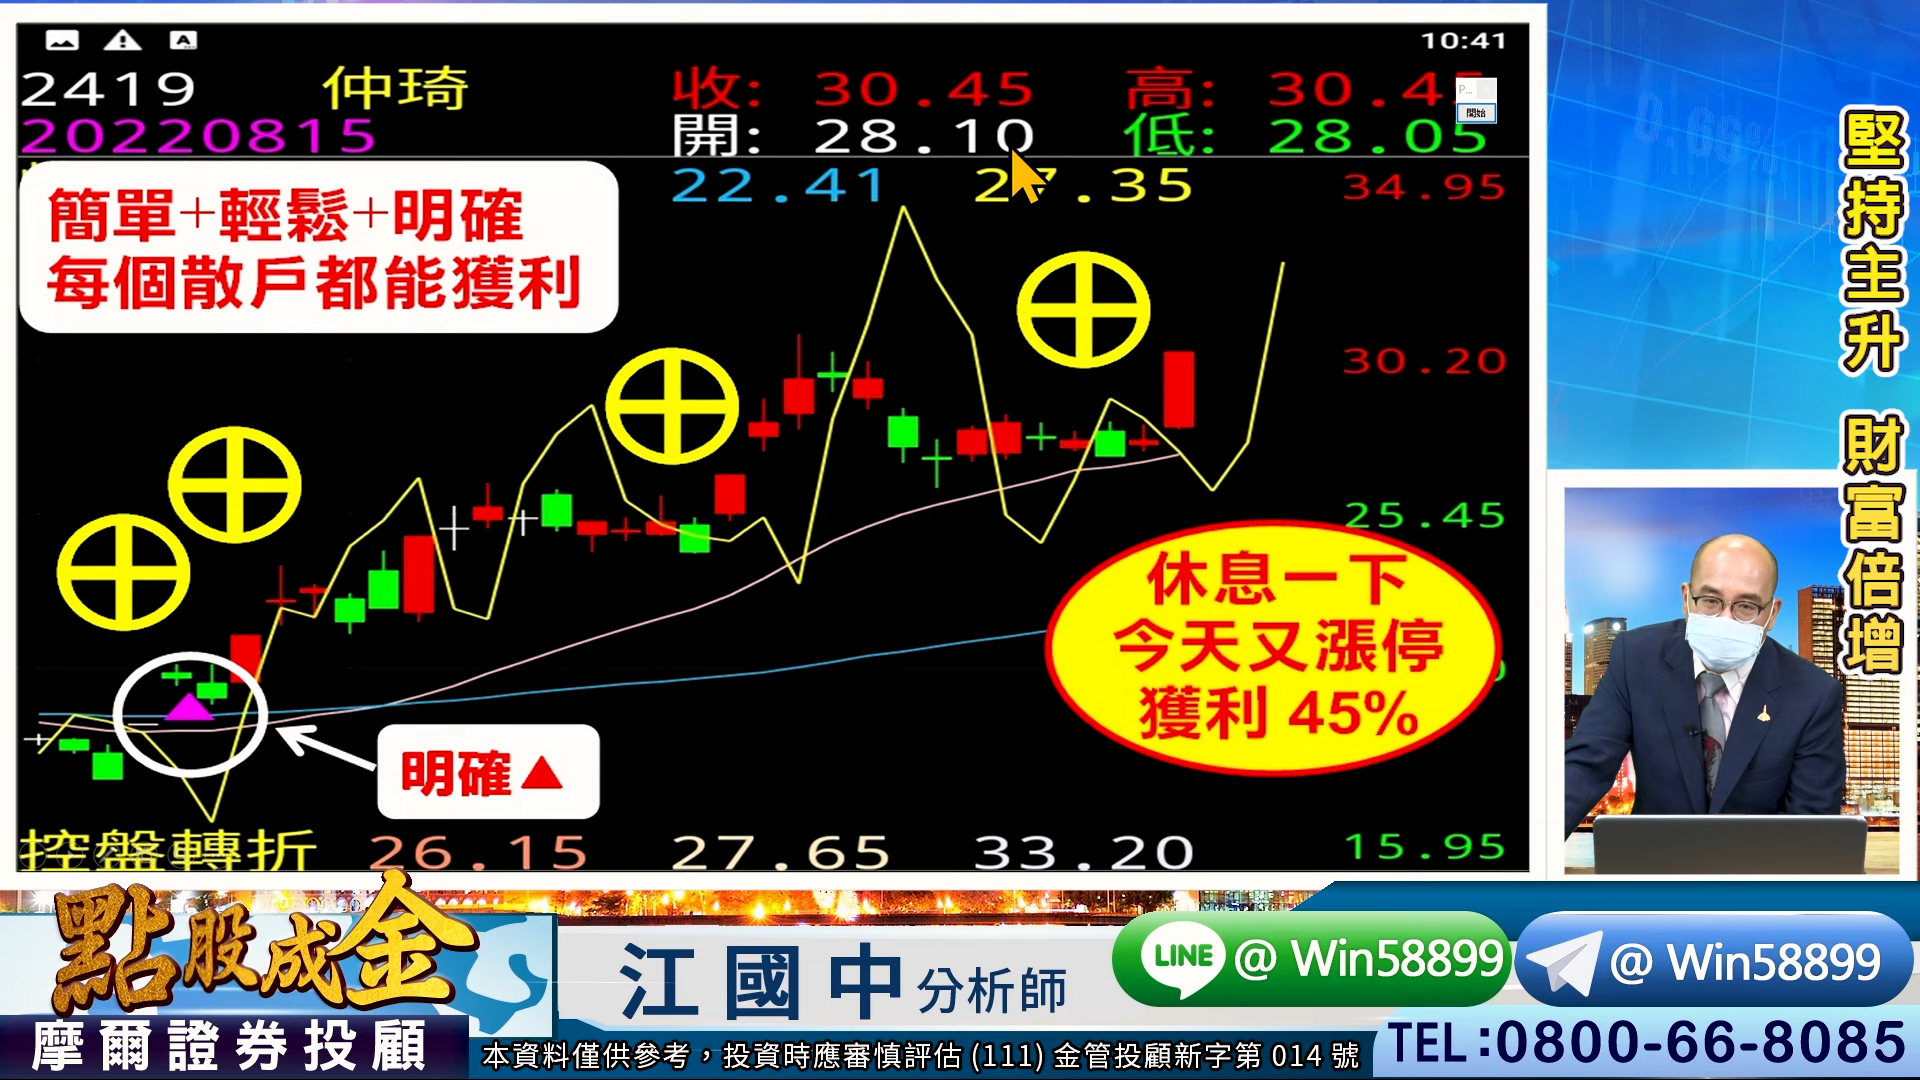 10:41
2419 仲琦 收: 30.45 高: 30.45
20220815 開: 28.10 低: 28.05
22.41 27.35 34.95
P...
開始
簡單+輕鬆+明確
每個散戶都能獲利
30.20
25.45
休息一下
今天又漲停
獲利 45%
明確▲
控盤轉折 26.15 27.65 33.20 15.95
堅持主升 財富倍增
點股成金
摩爾證券投顧
江國中 分析師
LINE @ Win58899
@ Win58899
本資料僅供參考，投資時應審慎評估 (111) 金管投顧新字第 014 號
TEL:0800-66-8085